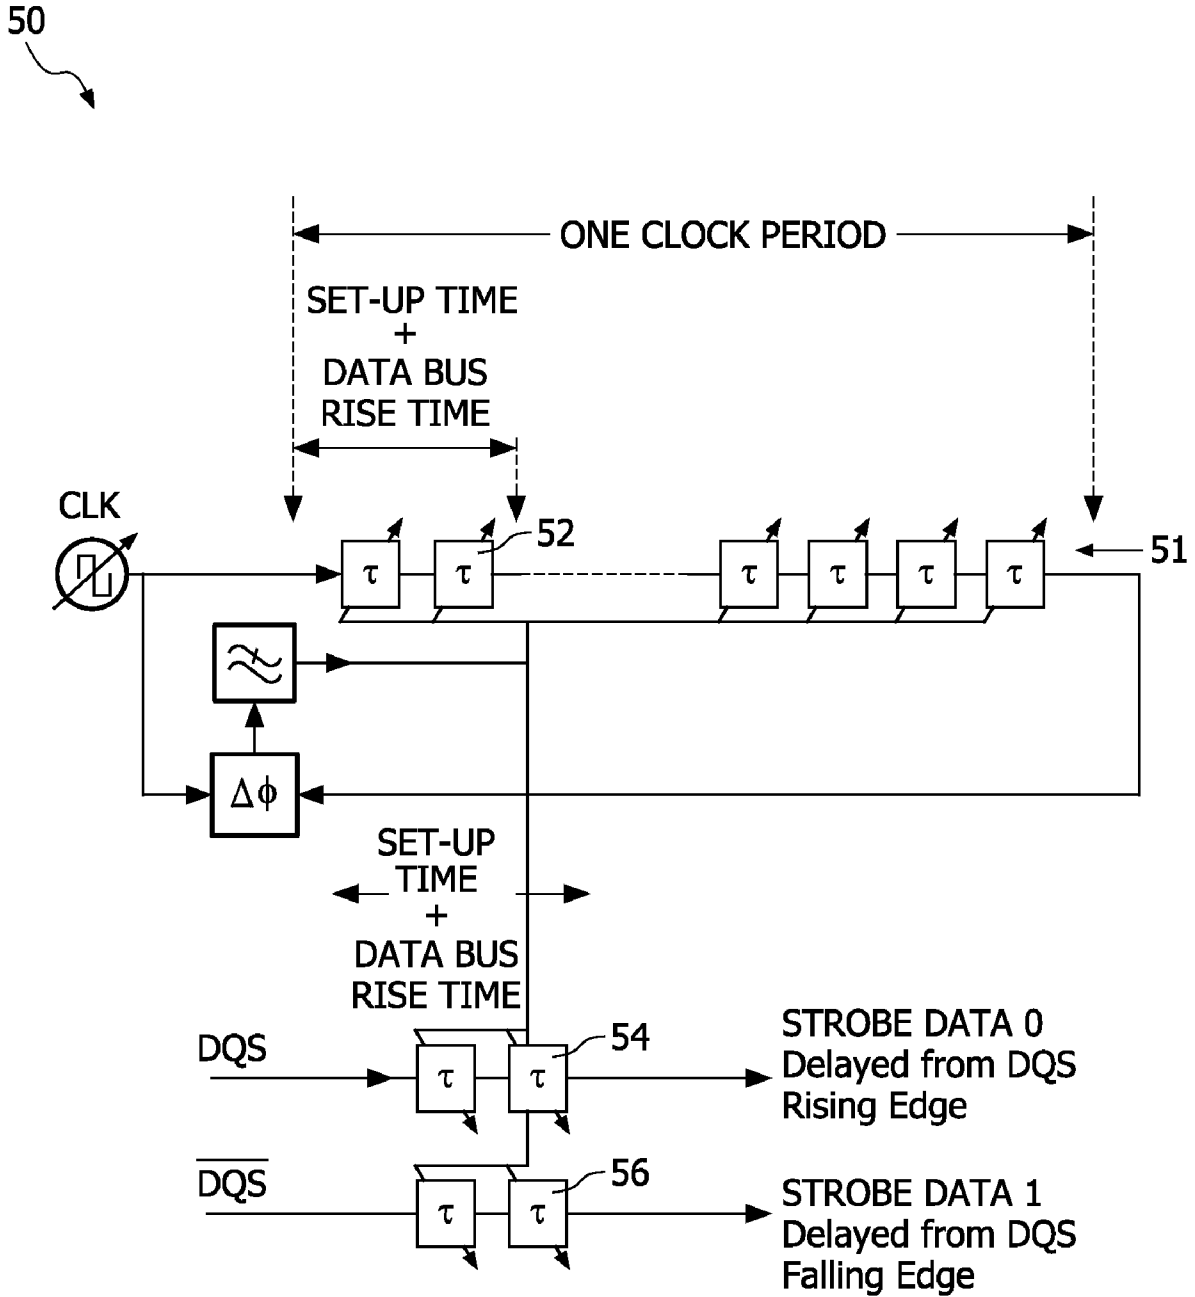 50
ONE CLOCK PERIOD
SET-UP TIME
+
DATA BUS
RISE TIME
CLK
52
51
τ τ τ τ τ τ
Δϕ
SET-UP
TIME
+
DATA BUS
RISE TIME
DQS
τ τ
54
STROBE DATA 0
Delayed from DQS
Rising Edge
D̅Q̅S̅
τ τ
56
STROBE DATA 1
Delayed from DQS
Falling Edge